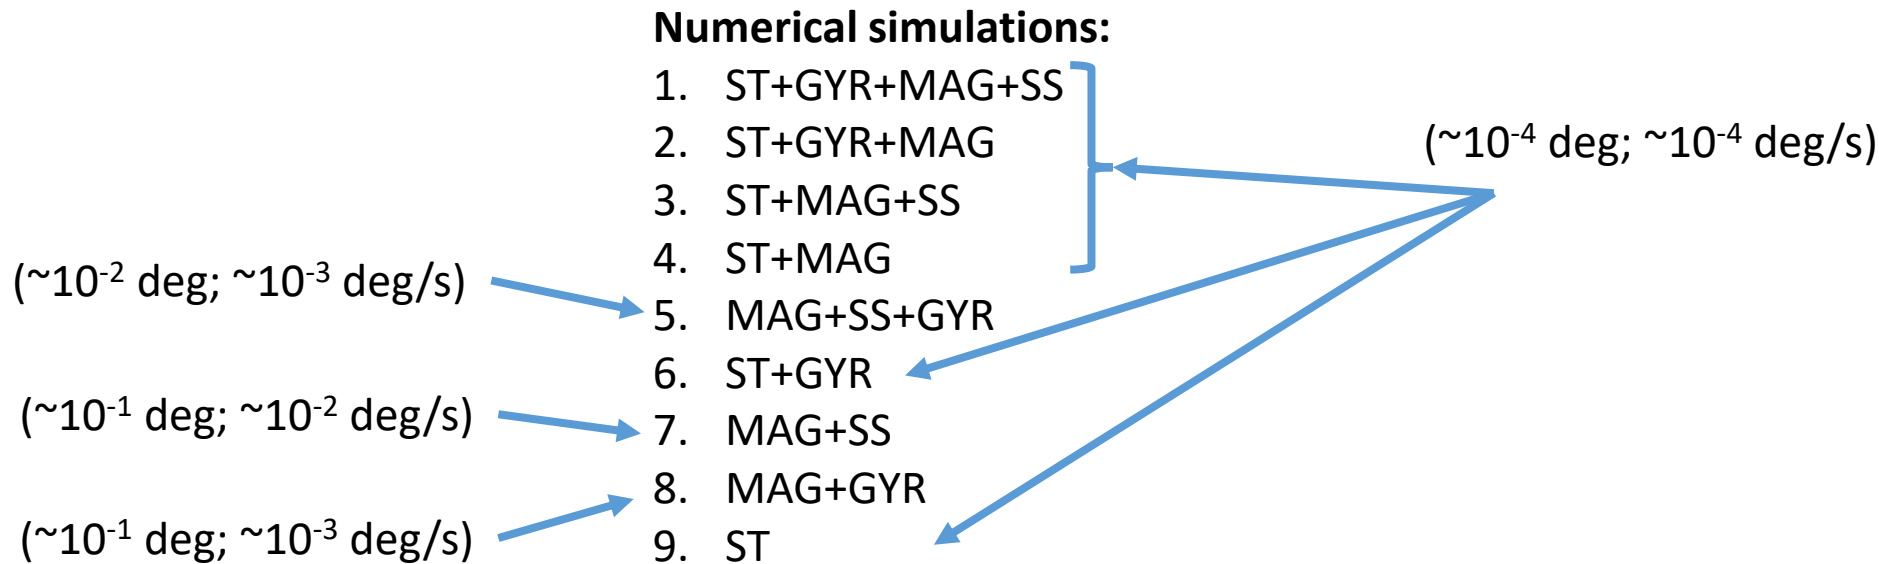 Numerical simulations:
1. ST+GYR+MAG+SS
2. ST+GYR+MAG
3. ST+MAG+SS
4. ST+MAG
5. MAG+SS+GYR
6. ST+GYR
7. MAG+SS
8. MAG+GYR
9. ST
(~10⁻² deg; ~10⁻³ deg/s)
(~10⁻¹ deg; ~10⁻² deg/s)
(~10⁻¹ deg; ~10⁻³ deg/s)
(~10⁻⁴ deg; ~10⁻⁴ deg/s)